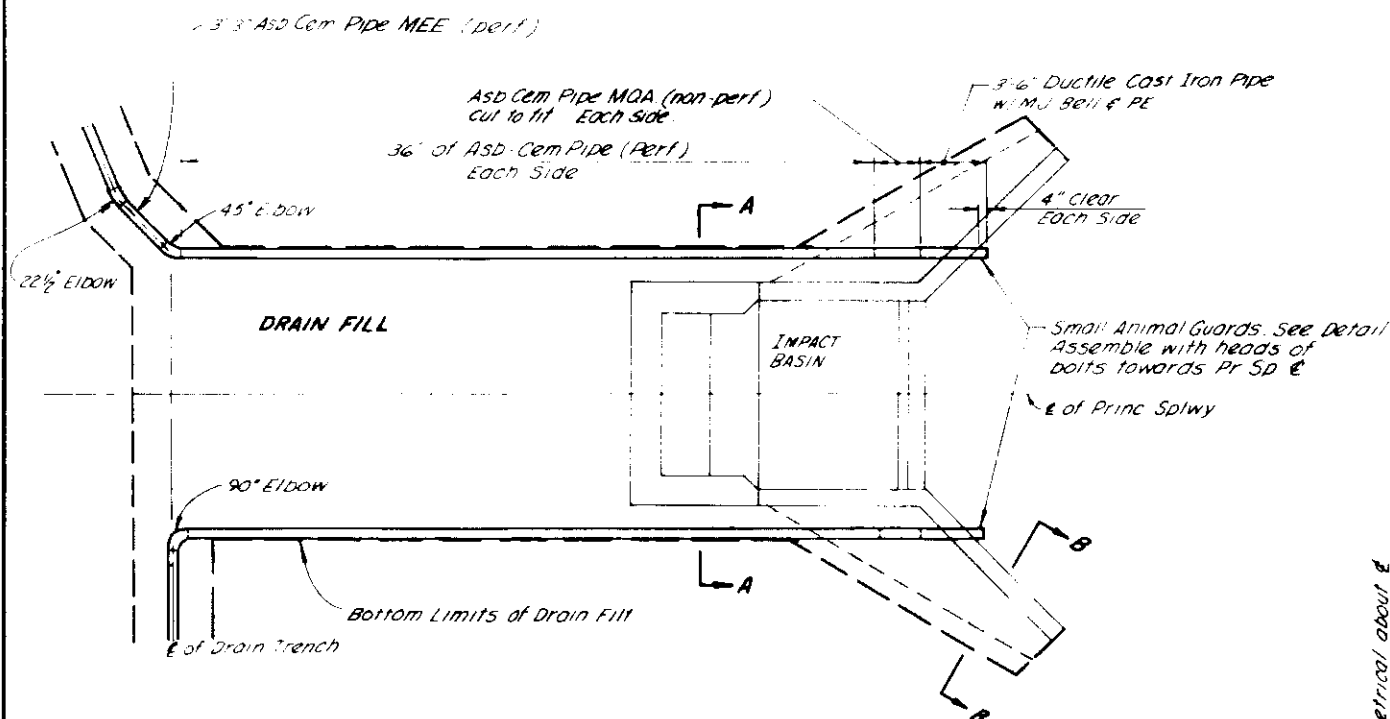 3'3" Asb Cem Pipe MEE (perf)
Asb Cem Pipe MOA (non-perf)
cut to fit Each side
36' of Asb-Cem Pipe (Perf)
Each Side
3'-6" Ductile Cast Iron Pipe
w/MJ Bell & PE
4" Clear
Each Side
A
45° Elbow
22½° Elbow
DRAIN FILL
IMPACT
BASIN
Small Animal Guards. See Detail
Assemble with heads of
bolts towards Pr Sp ℄
℄ of Princ Splwy
90° Elbow
A
B
Bottom Limits of Drain Fill
℄ of Drain Trench
B
etrical about ℄